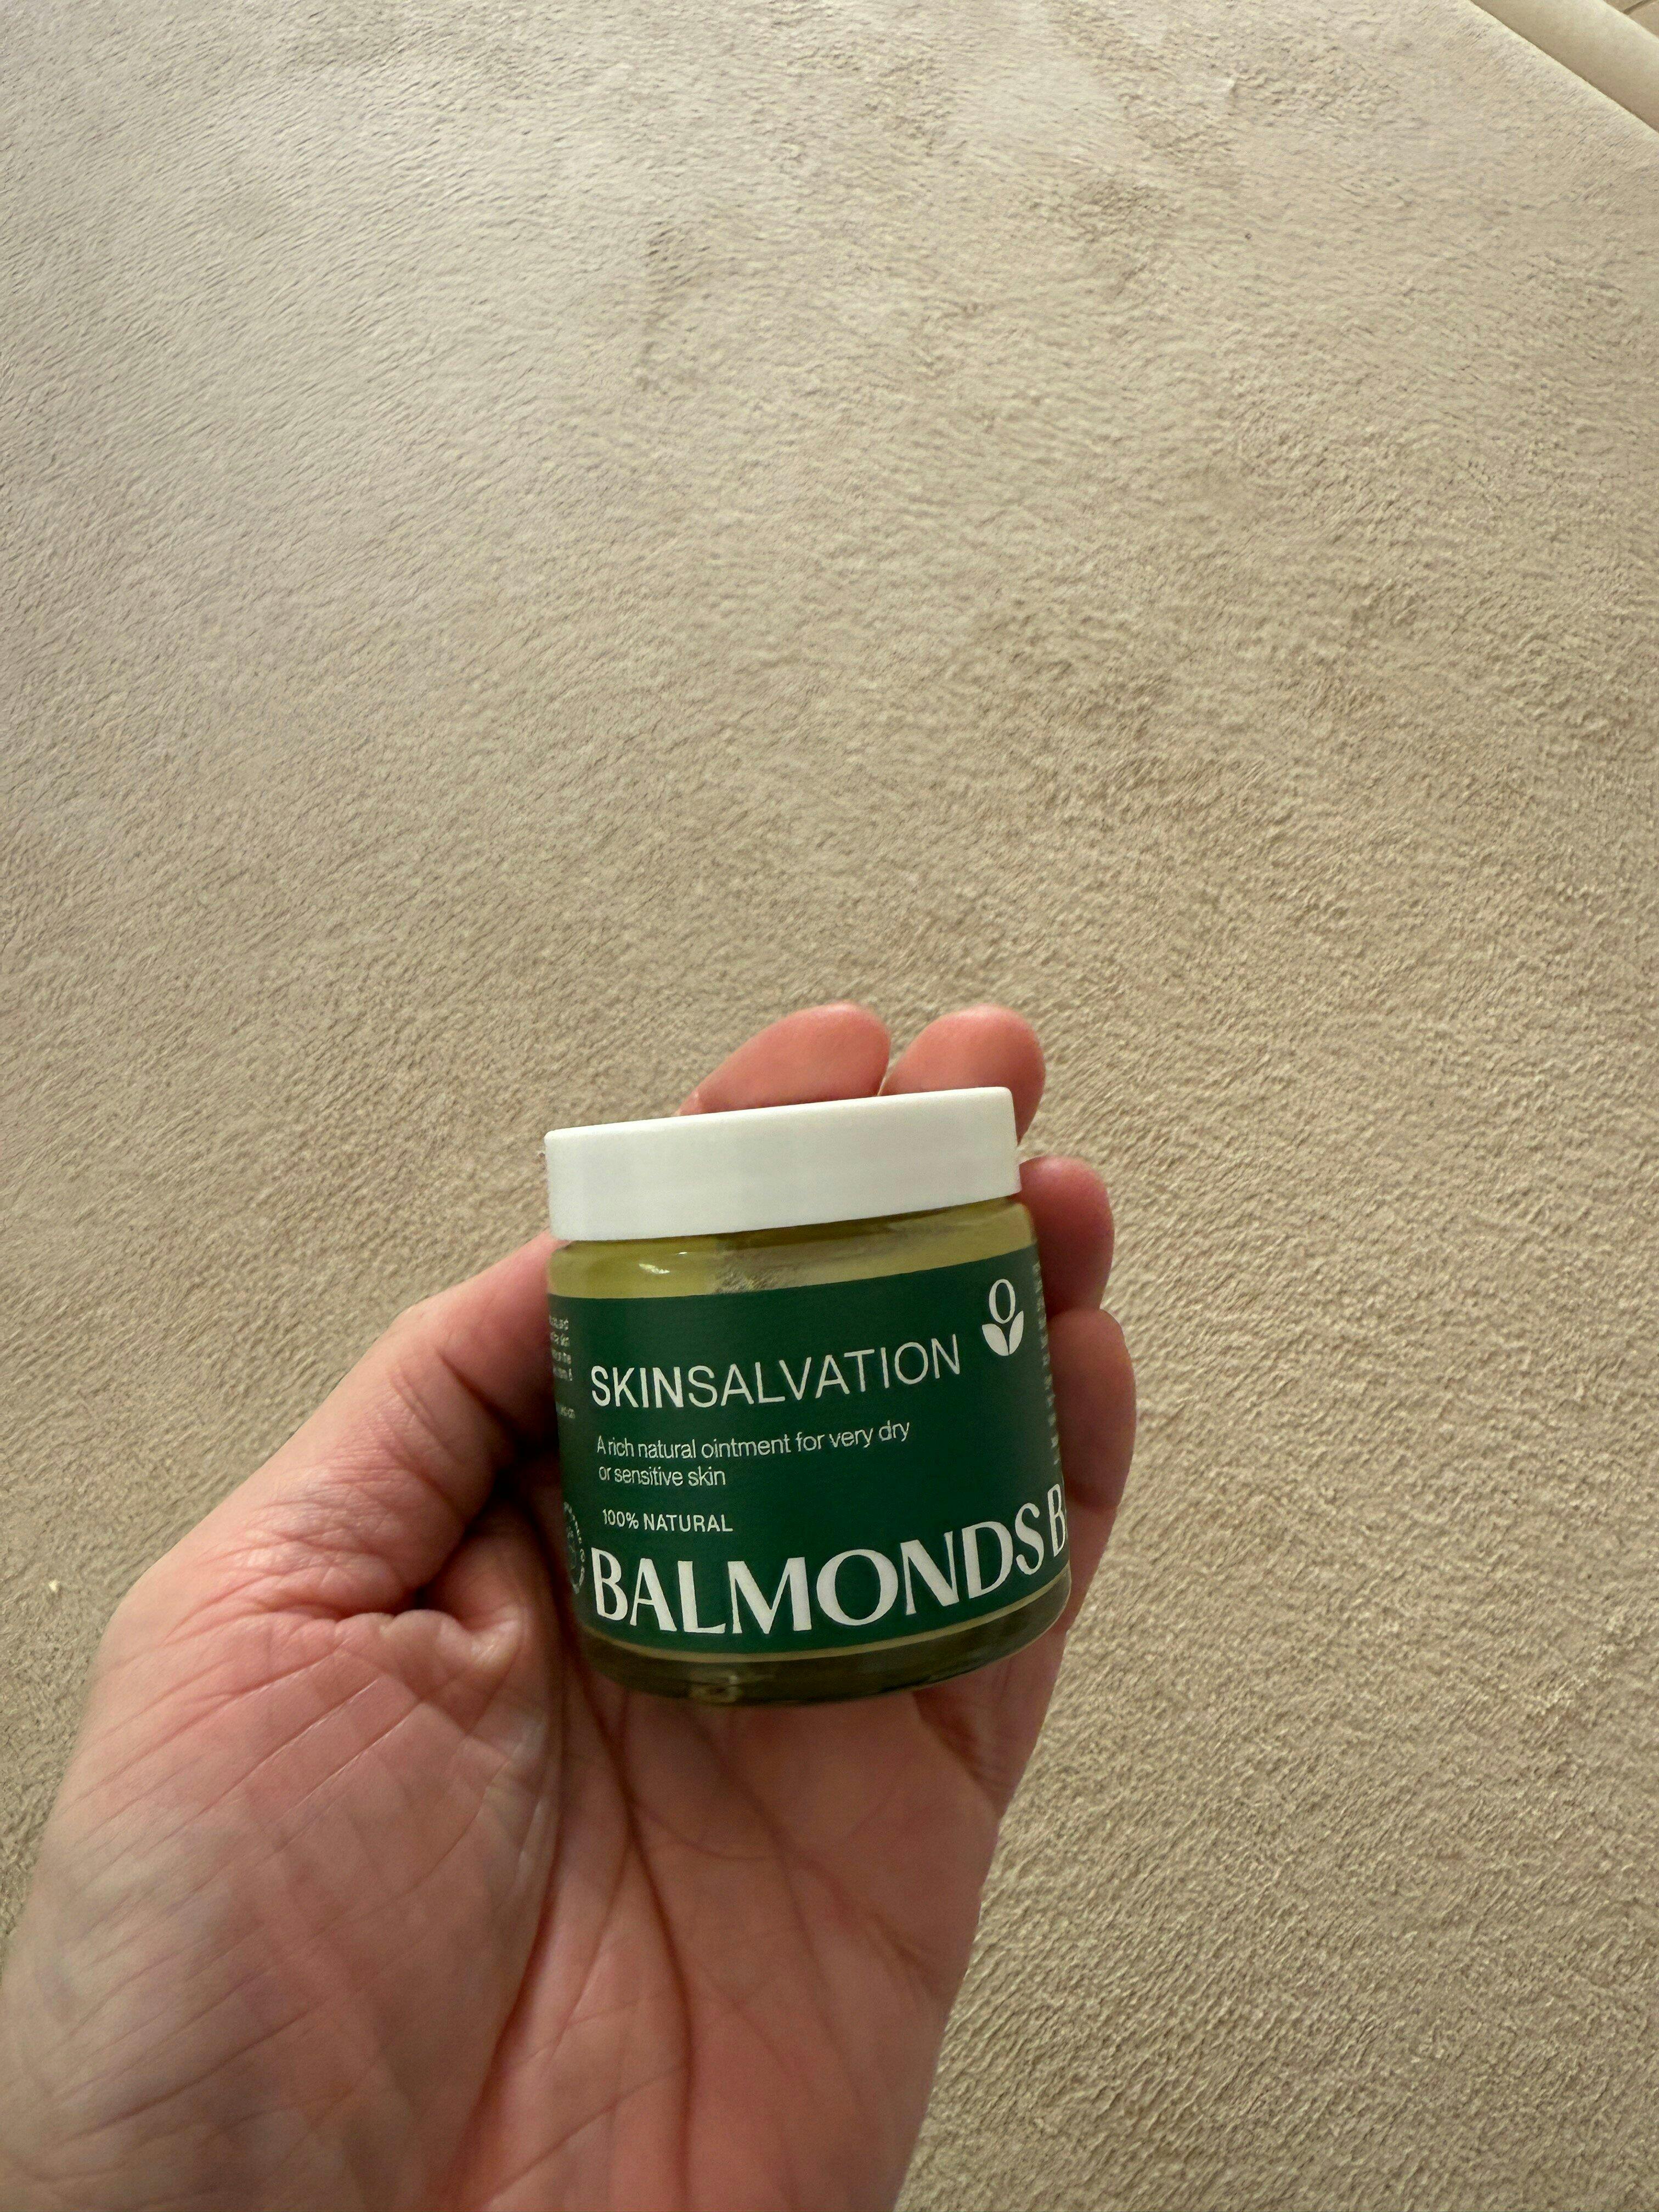 SKINSALVATION
A rich natural ointment for very dry
or sensitive skin
100% NATURAL
BALMONDS